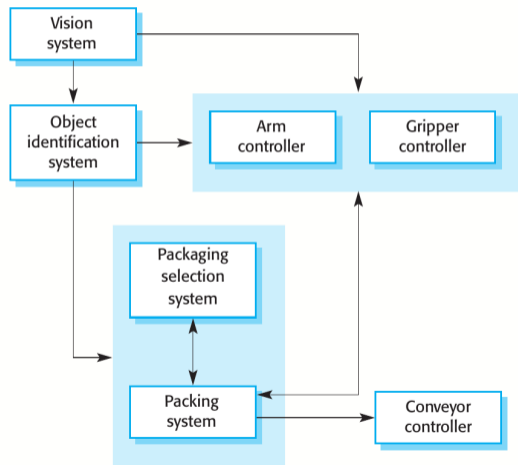 Vision
system
Object
identification
system
Arm
controller
Gripper
controller
Packaging
selection
system
Packing
system
Conveyor
controller